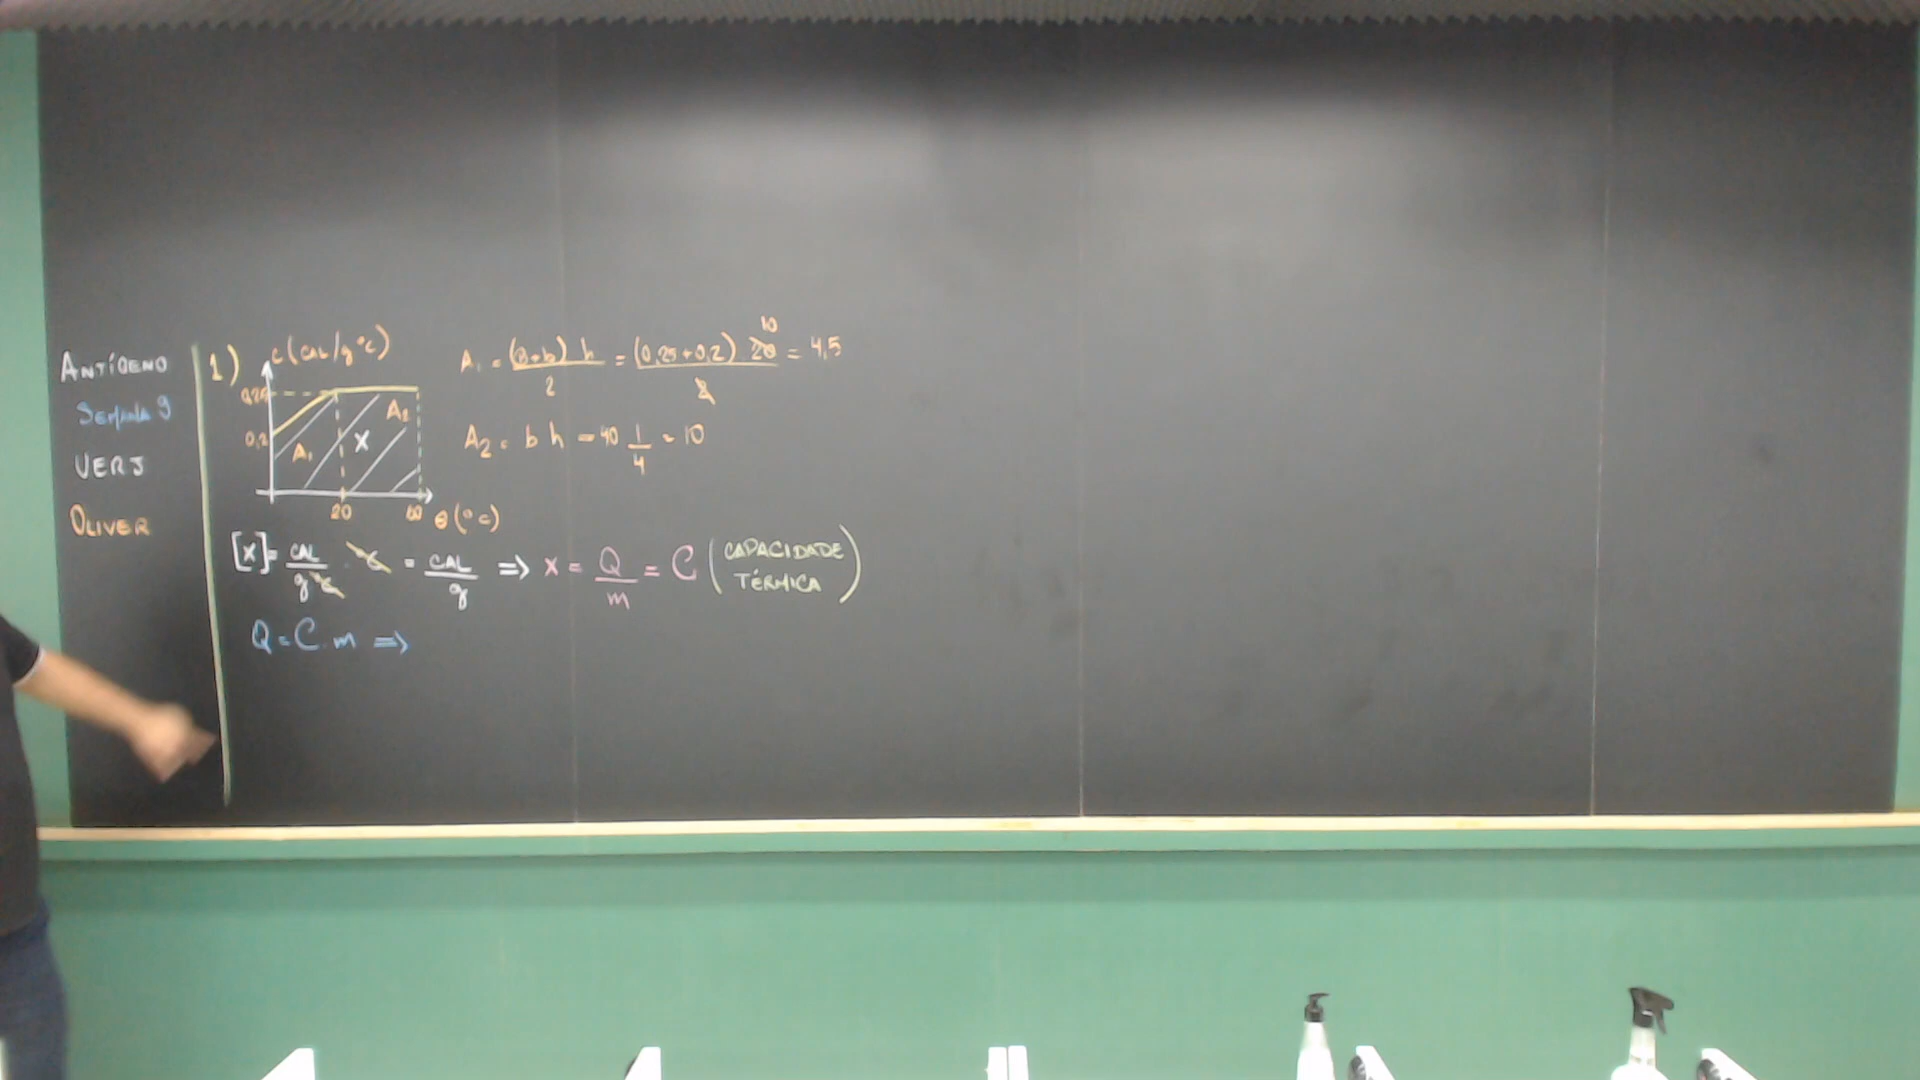 ANTÍGENO
SEMANA 9
UERJ
OLIVER
1)
c (CAL/g°C)
0,25
0,2
A₁
X
A₂
20
60
θ (°C)
A₁ = (B+b) h / 2 = (0,25+0,2) 20 / 2 = 4,5
10
A₂ = b h = 40 1/4 = 10
[X] = CAL/g°C . °C = CAL/g => X = Q/m = C (CAPACIDADE TÉRMICA)
Q = C . m =>